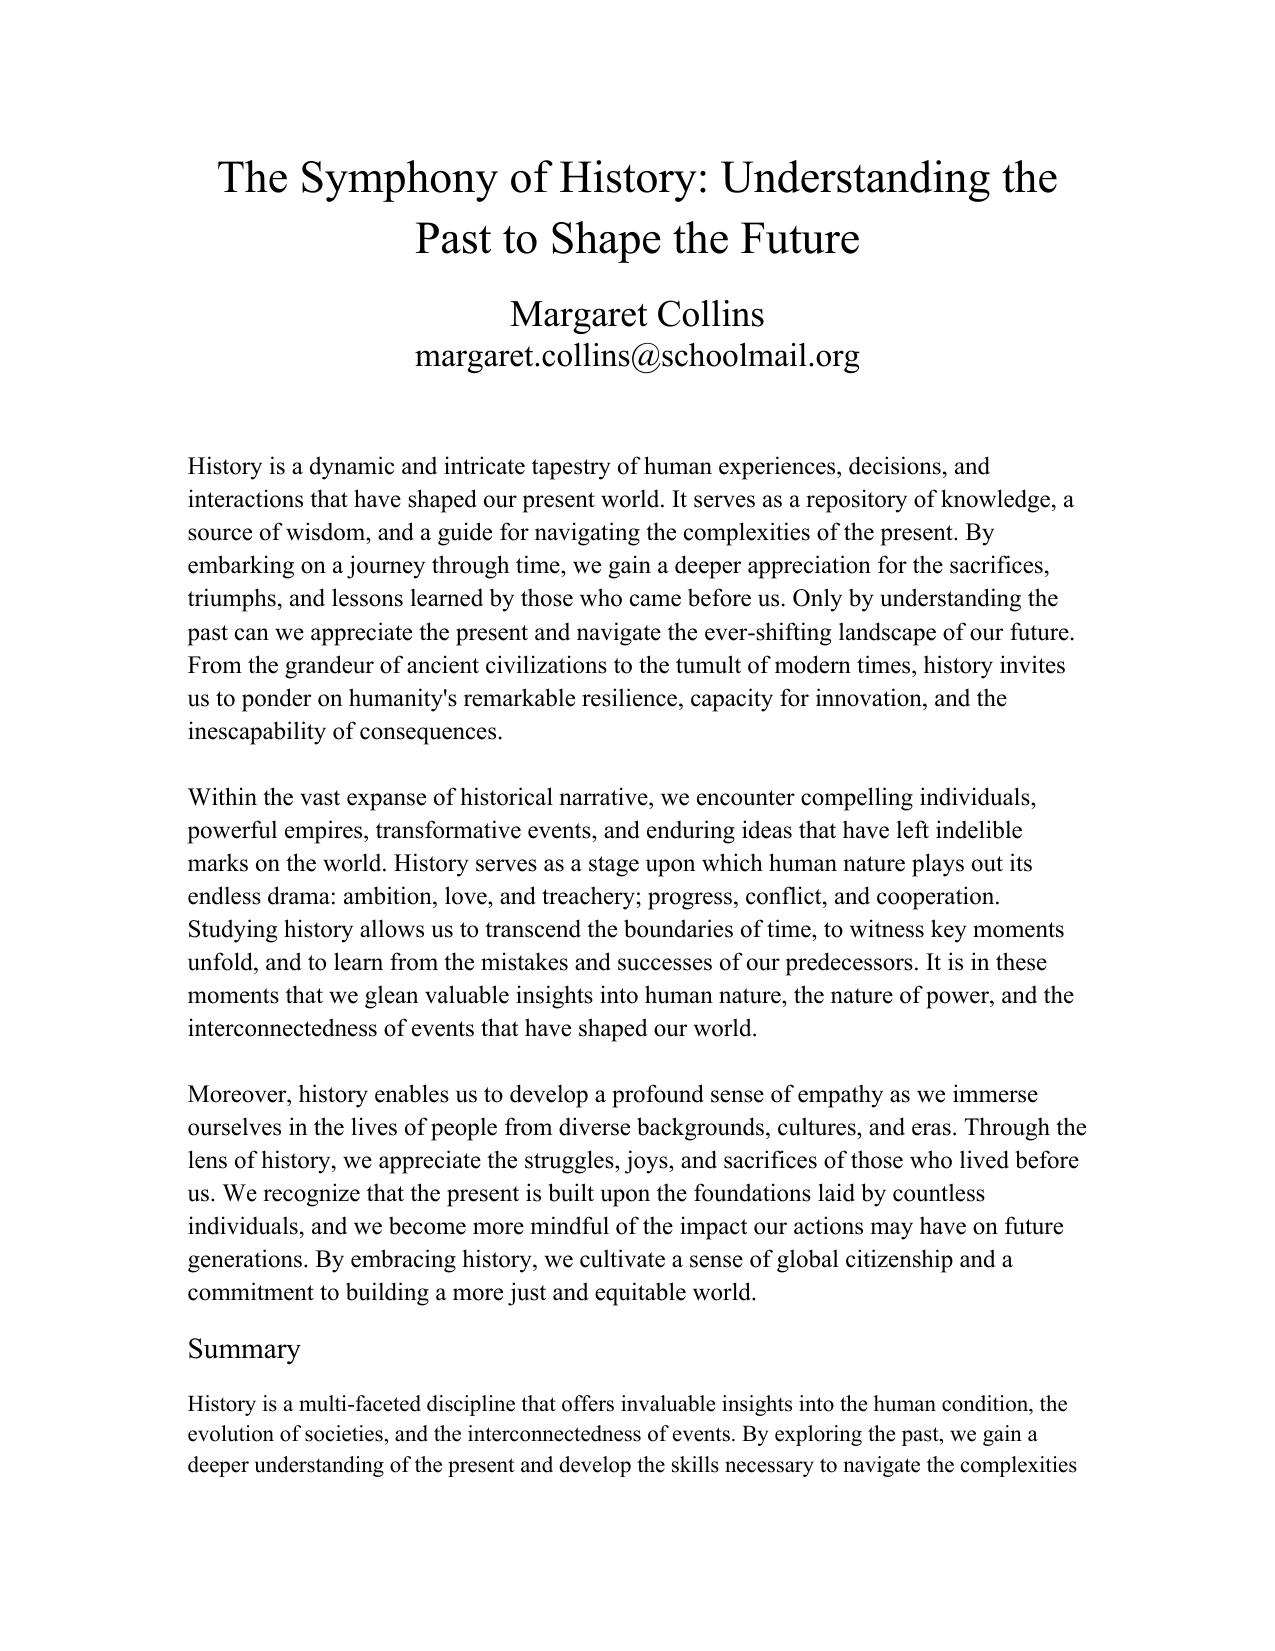 The Symphony of History: Understanding the
Past to Shape the Future
Margaret Collins
margaret.collins@schoolmail.org
History is a dynamic and intricate tapestry of human experiences, decisions, and
interactions that have shaped our present world. It serves as a repository of knowledge, a
source of wisdom, and a guide for navigating the complexities of the present. By
embarking on a journey through time, we gain a deeper appreciation for the sacrifices,
triumphs, and lessons learned by those who came before us. Only by understanding the
past can we appreciate the present and navigate the ever-shifting landscape of our future.
From the grandeur of ancient civilizations to the tumult of modern times, history invites
us to ponder on humanity's remarkable resilience, capacity for innovation, and the
inescapability of consequences.
Within the vast expanse of historical narrative, we encounter compelling individuals,
powerful empires, transformative events, and enduring ideas that have left indelible
marks on the world. History serves as a stage upon which human nature plays out its
endless drama: ambition, love, and treachery; progress, conflict, and cooperation.
Studying history allows us to transcend the boundaries of time, to witness key moments
unfold, and to learn from the mistakes and successes of our predecessors. It is in these
moments that we glean valuable insights into human nature, the nature of power, and the
interconnectedness of events that have shaped our world.
Moreover, history enables us to develop a profound sense of empathy as we immerse
ourselves in the lives of people from diverse backgrounds, cultures, and eras. Through the
lens of history, we appreciate the struggles, joys, and sacrifices of those who lived before
us. We recognize that the present is built upon the foundations laid by countless
individuals, and we become more mindful of the impact our actions may have on future
generations. By embracing history, we cultivate a sense of global citizenship and a
commitment to building a more just and equitable world.
Summary
History is a multi-faceted discipline that offers invaluable insights into the human condition, the
evolution of societies, and the interconnectedness of events. By exploring the past, we gain a
deeper understanding of the present and develop the skills necessary to navigate the complexities